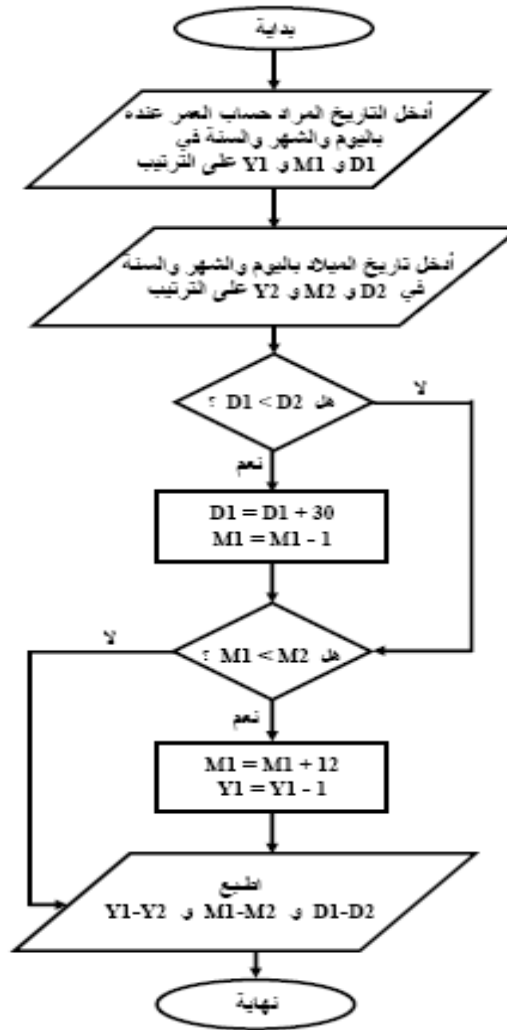 بداية
أدخل التاريخ المراد حساب العمر عنده
باليوم والشهر والسنة في
D1 و M1 و Y1 على الترتيب
أدخل تاريخ الميلاد باليوم والشهر والسنة
في D2 و M2 و Y2 على الترتيب
هل D1 < D2 ؟
لا
نعم
D1 = D1 + 30
M1 = M1 - 1
هل M1 < M2 ؟
لا
نعم
M1 = M1 + 12
Y1 = Y1 - 1
اطبع
D1-D2 و M1-M2 و Y1-Y2
نهاية